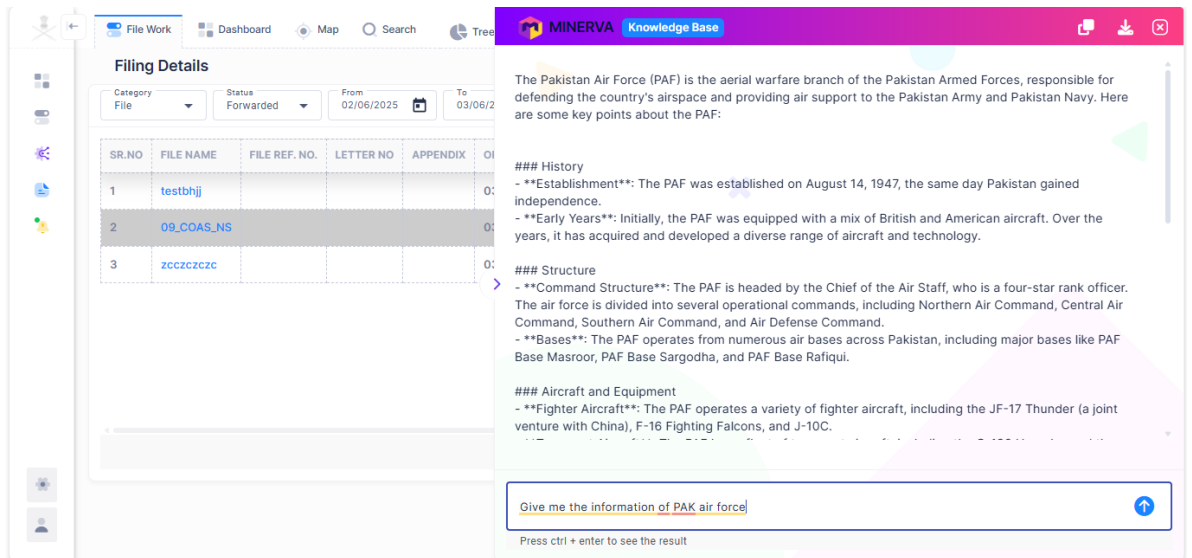 File Work
Dashboard
Map
Search
Tree
Filing Details
Category
File
Status
Forwarded
From
02/06/2025
To
03/06/2
SR.NO FILE NAME FILE REF. NO. LETTER NO APPENDIX
1 testbhjj
2 09_COAS_NS
3 zcczczczc
MINERVA Knowledge Base
The Pakistan Air Force (PAF) is the aerial warfare branch of the Pakistan Armed Forces, responsible for
defending the country's airspace and providing air support to the Pakistan Army and Pakistan Navy. Here
are some key points about the PAF:
### History
- **Establishment**: The PAF was established on August 14, 1947, the same day Pakistan gained
independence.
- **Early Years**: Initially, the PAF was equipped with a mix of British and American aircraft. Over the
years, it has acquired and developed a diverse range of aircraft and technology.
### Structure
- **Command Structure**: The PAF is headed by the Chief of the Air Staff, who is a four-star rank officer.
The air force is divided into several operational commands, including Northern Air Command, Central Air
Command, Southern Air Command, and Air Defense Command.
- **Bases**: The PAF operates from numerous air bases across Pakistan, including major bases like PAF
Base Masroor, PAF Base Sargodha, and PAF Base Rafiqui.
### Aircraft and Equipment
- **Fighter Aircraft**: The PAF operates a variety of fighter aircraft, including the JF-17 Thunder (a joint
venture with China), F-16 Fighting Falcons, and J-10C.
Give me the information of PAK air force
Press ctrl + enter to see the result